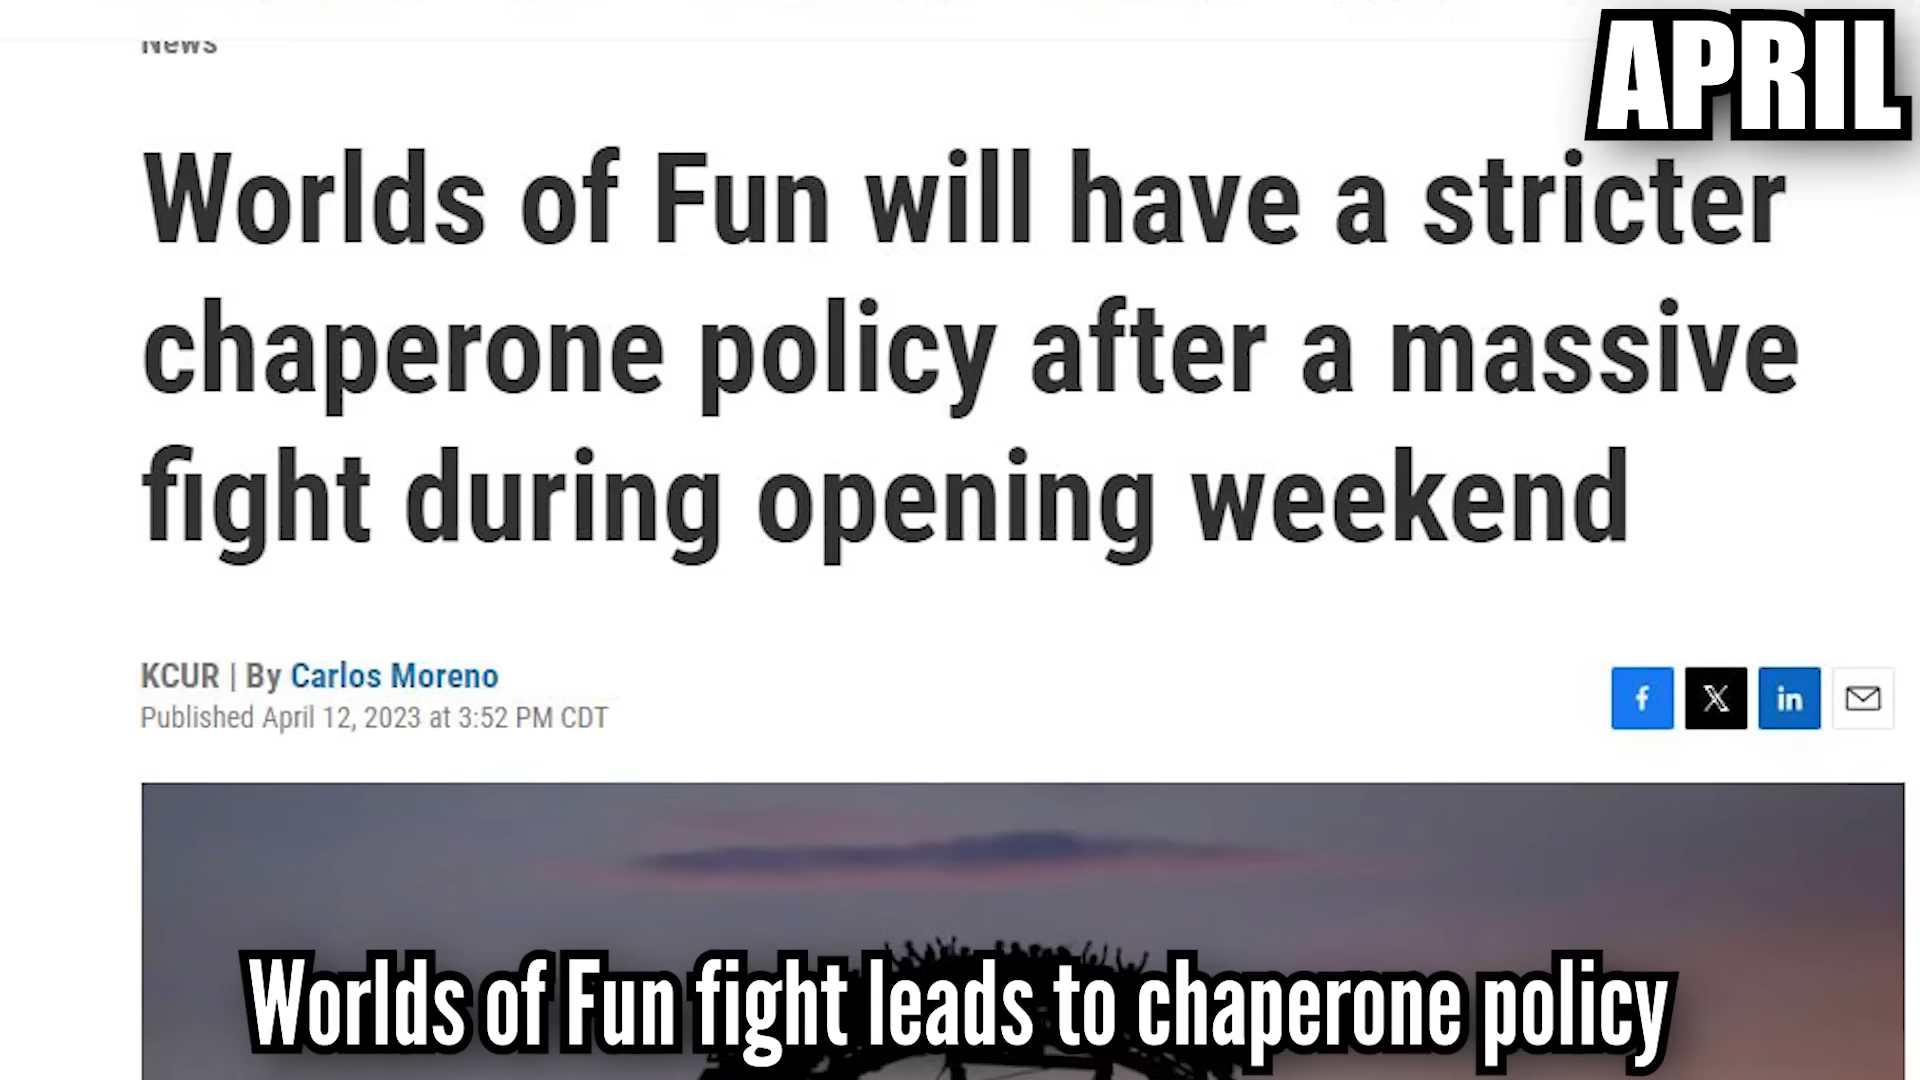 News
APRIL
Worlds of Fun will have a stricter
chaperone policy after a massive
fight during opening weekend
KCUR | By Carlos Moreno
Published April 12, 2023 at 3:52 PM CDT
f X in
Worlds of Fun fight leads to chaperone policy